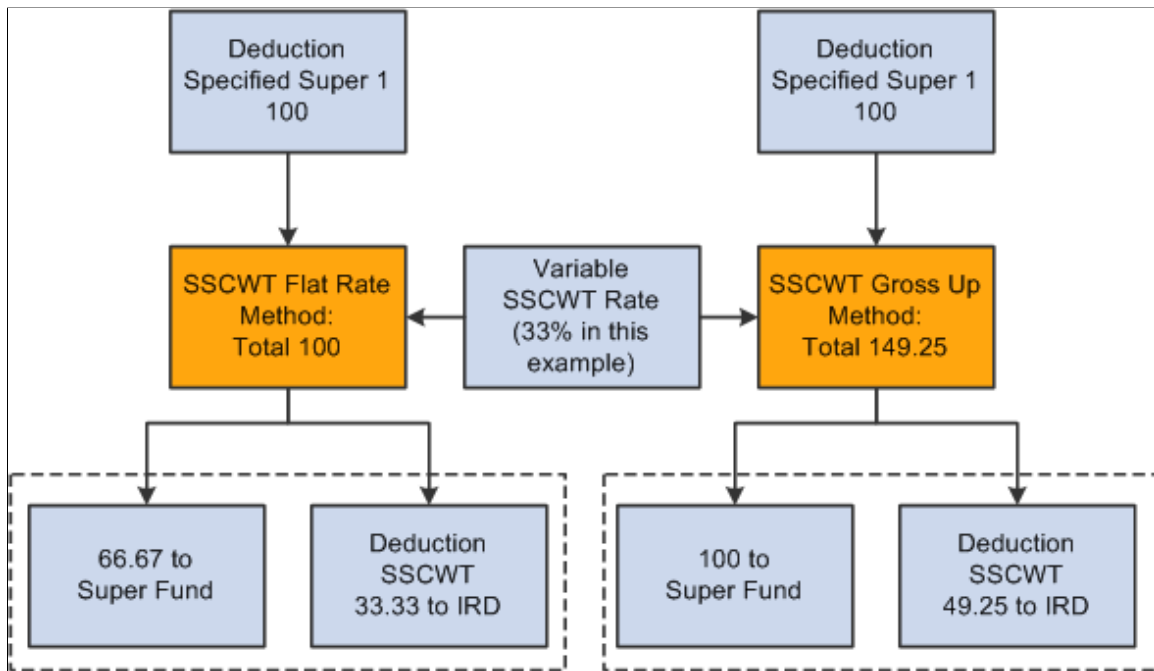 Deduction
Specified Super 1
100
Deduction
Specified Super 1
100
SSCWT Flat Rate
Method:
Total 100
Variable
SSCWT Rate
(33% in this
example)
SSCWT Gross Up
Method:
Total 149.25
66.67 to
Super Fund
Deduction
SSCWT
33.33 to IRD
100 to
Super Fund
Deduction
SSCWT
49.25 to IRD